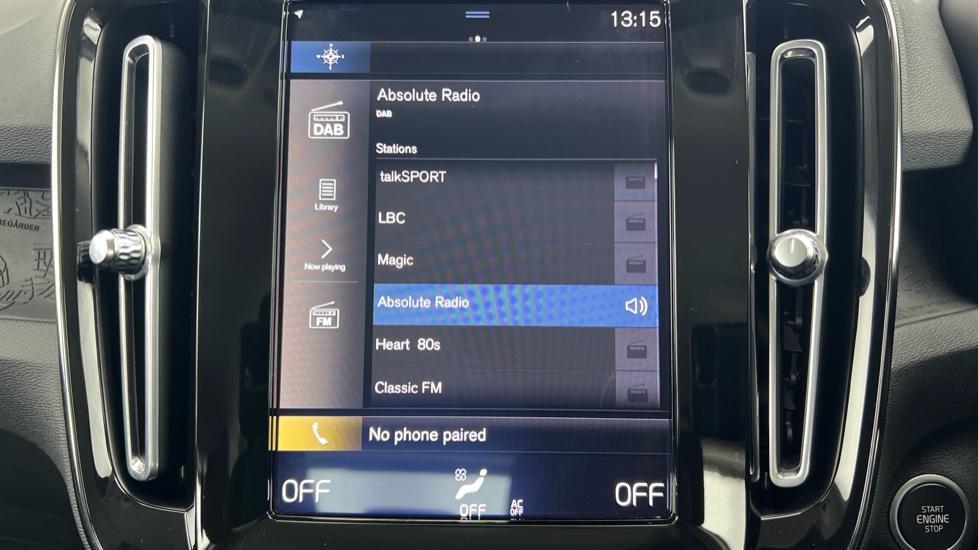 13:15
Absolute Radio
DAB
DAB
Stations
talkSPORT
LBC
Library
Magic
Now playing
Absolute Radio
FM
Heart 80s
Classic FM
No phone paired
OFF
OFF
AC
OFF
OFF
START
ENGINE
STOP